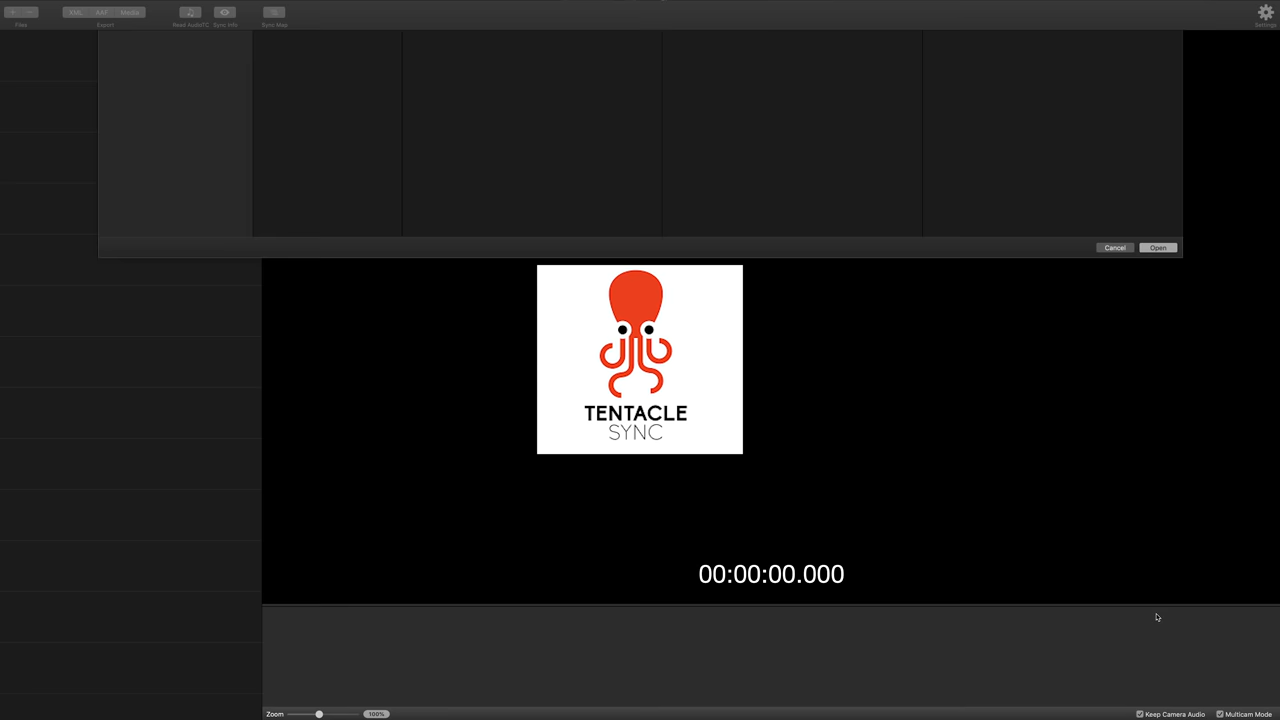 + −
XML AAF Media
Files Export Read AudioTC Sync Info Sync Map Settings
Cancel Open
TENTACLE
SYNC
00:00:00.000
Zoom 100% Keep Camera Audio Multicam Mode